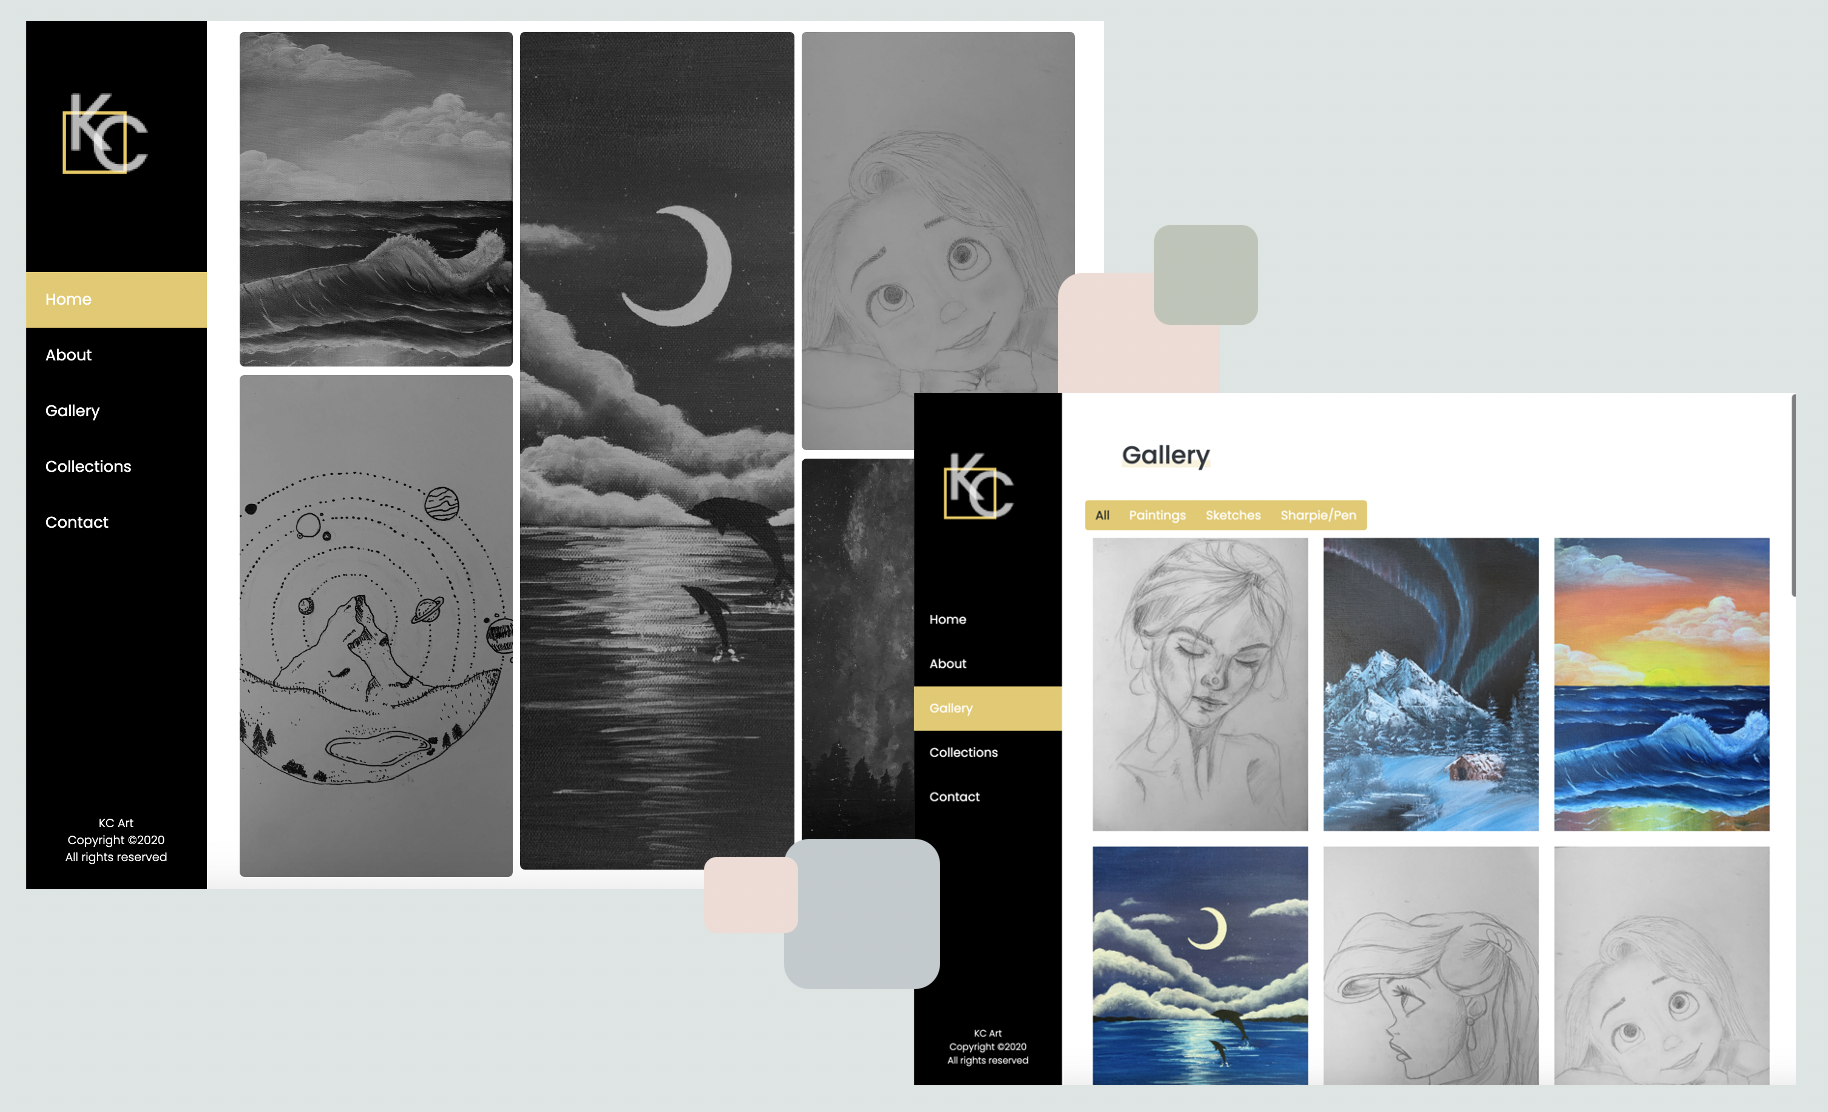 KC
Home
About
Gallery
Collections
Contact
KC Art
Copyright ©2020
All rights reserved
KC
Home
About
Gallery
Collections
Contact
KC Art
Copyright ©2020
All rights reserved
Gallery
All Paintings Sketches Sharpie/Pen